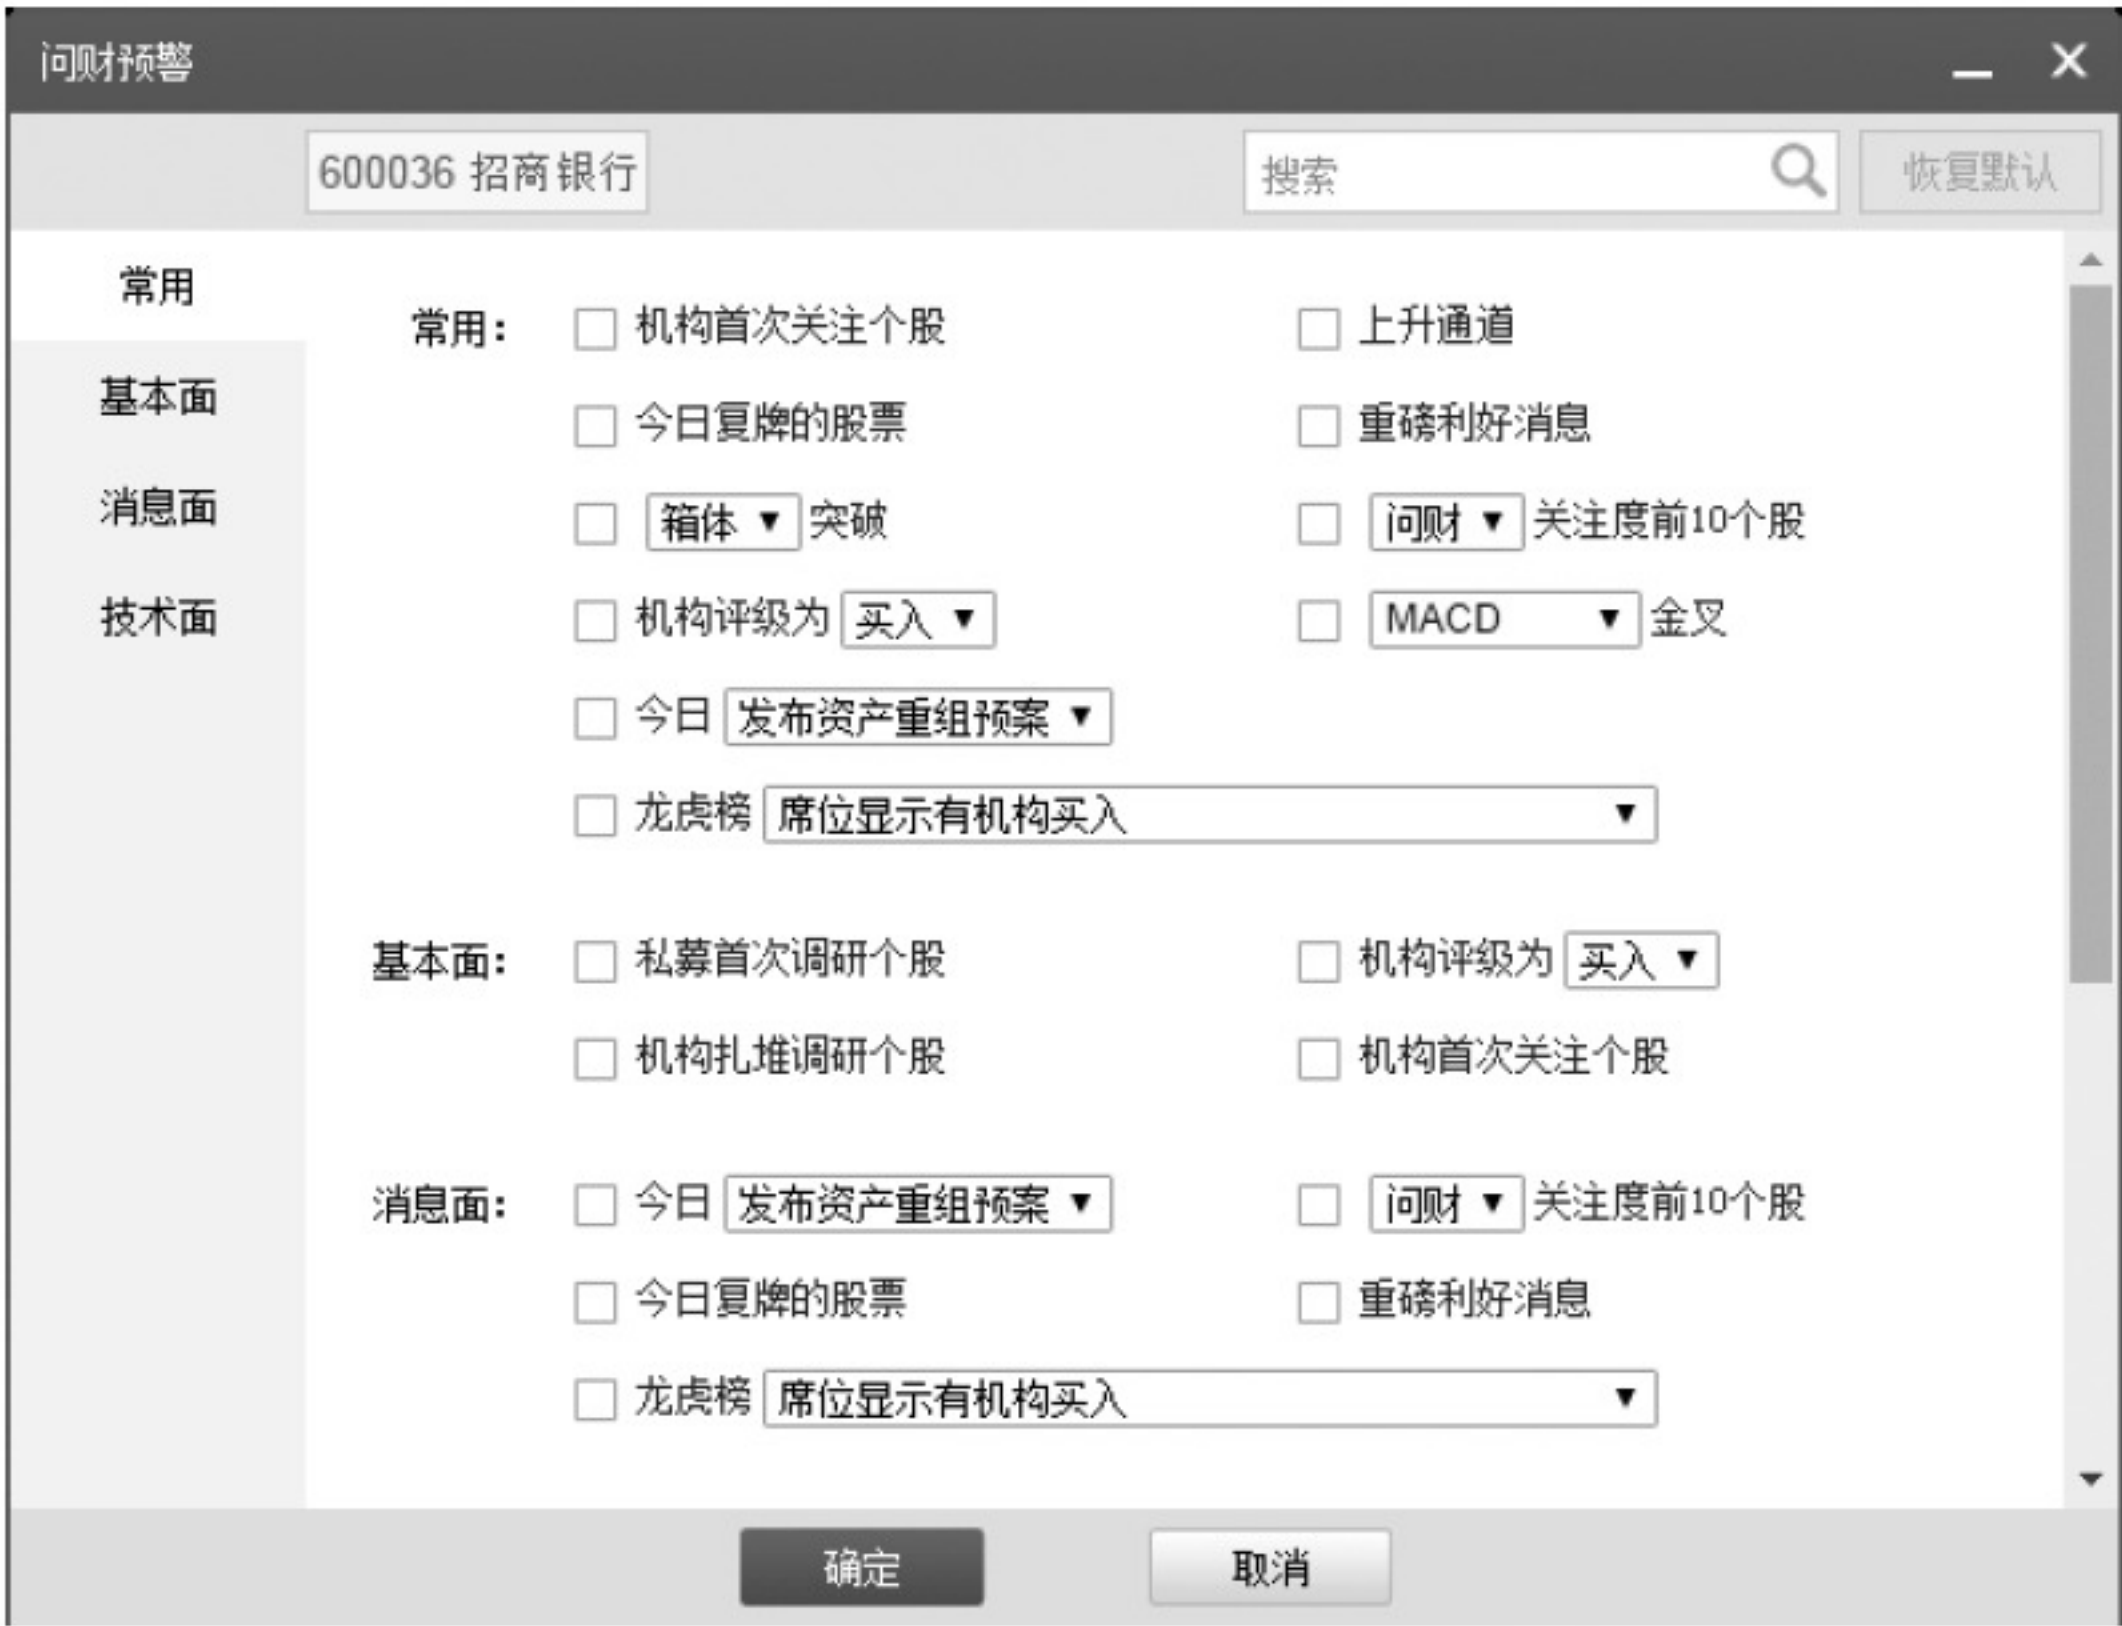 问财预警
600036 招商银行 搜索 恢复默认
常用
基本面
消息面
技术面
常用： 机构首次关注个股 上升通道
今日复牌的股票 重磅利好消息
箱体 突破 问财 关注度前10个股
机构评级为 买入 MACD 金叉
今日 发布资产重组预案
龙虎榜 席位显示有机构买入
基本面： 私募首次调研个股 机构评级为 买入
机构扎堆调研个股 机构首次关注个股
消息面： 今日 发布资产重组预案 问财 关注度前10个股
今日复牌的股票 重磅利好消息
龙虎榜 席位显示有机构买入
确定 取消